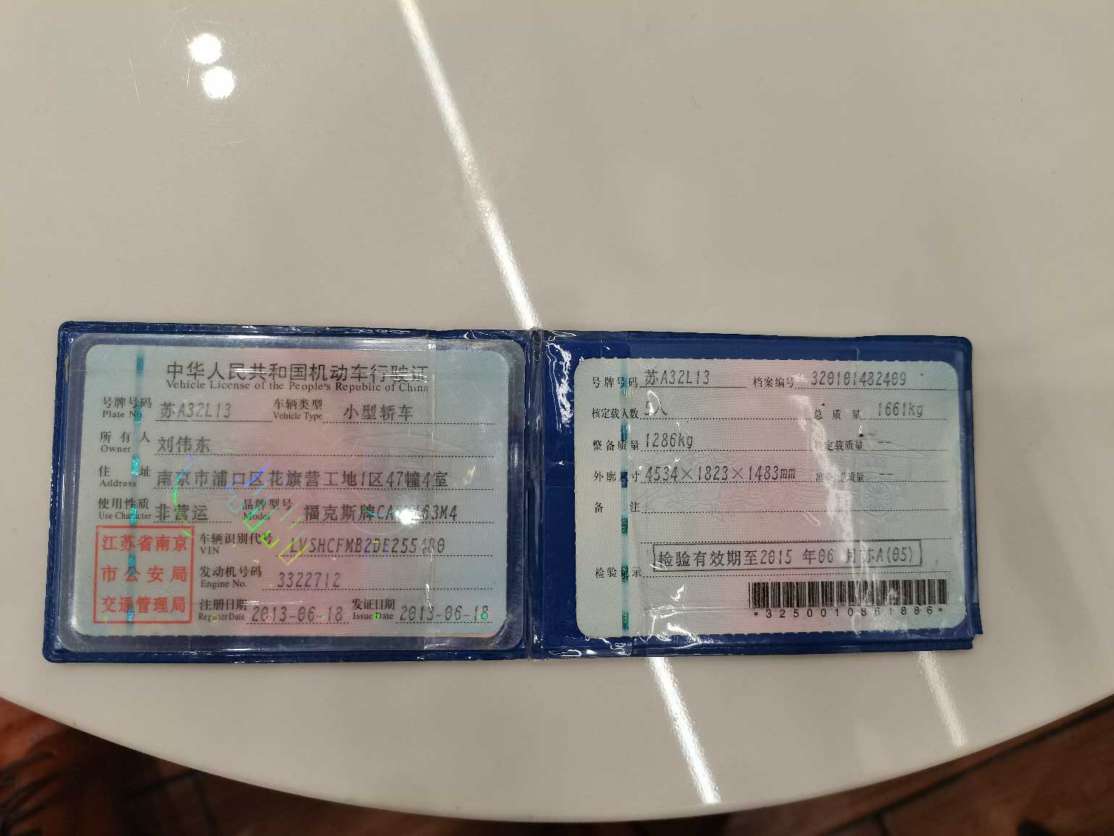 中华人民共和国机动车行驶证
Vehicle License of the People's Republic of China
号牌号码 苏A32L13 车辆类型 小型轿车
Plate No. Vehicle Type
所有人 刘伟东
Owner
住址 南京市浦口区花旗营工地1区47幢4室
Address
使用性质 非营运 品牌型号 福克斯牌
Use Character Model
江苏省南京
市公安局
交通管理局
车辆识别代号
VIN
发动机号码 3322712
Engine No.
注册日期 2013-06-18 发证日期 2013-06-18
Register Date Issue Date
号牌号码 苏A32L13 档案编号 320101482409
核定载人数 5人 总质量 1661kg
整备质量 1286kg 核定载质量 --
外廓尺寸 4534×1823×1483mm --
备注
检验有效期至2015 年06 月 苏A(05)
检验记录
*3250010861886*